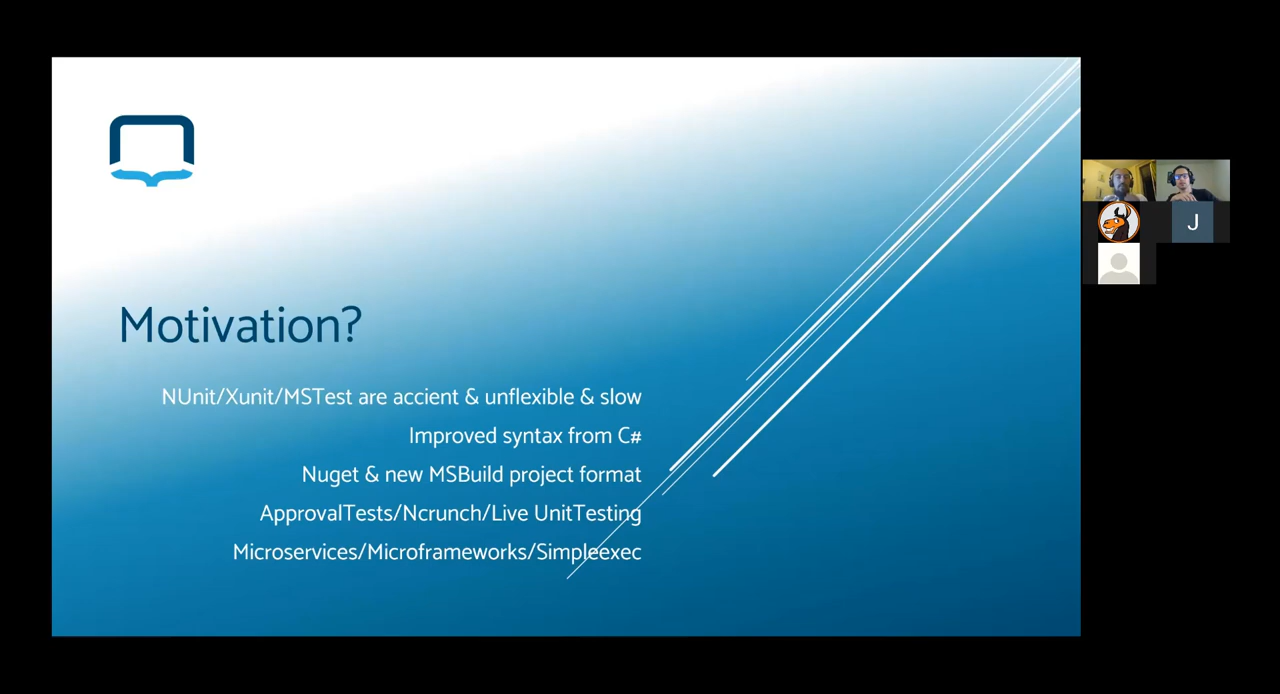 Motivation?
NUnit/Xunit/MSTest are accient & unflexible & slow
Improved syntax from C#
Nuget & new MSBuild project format
ApprovalTests/Ncrunch/Live UnitTesting
Microservices/Microframeworks/Simpleexec
J